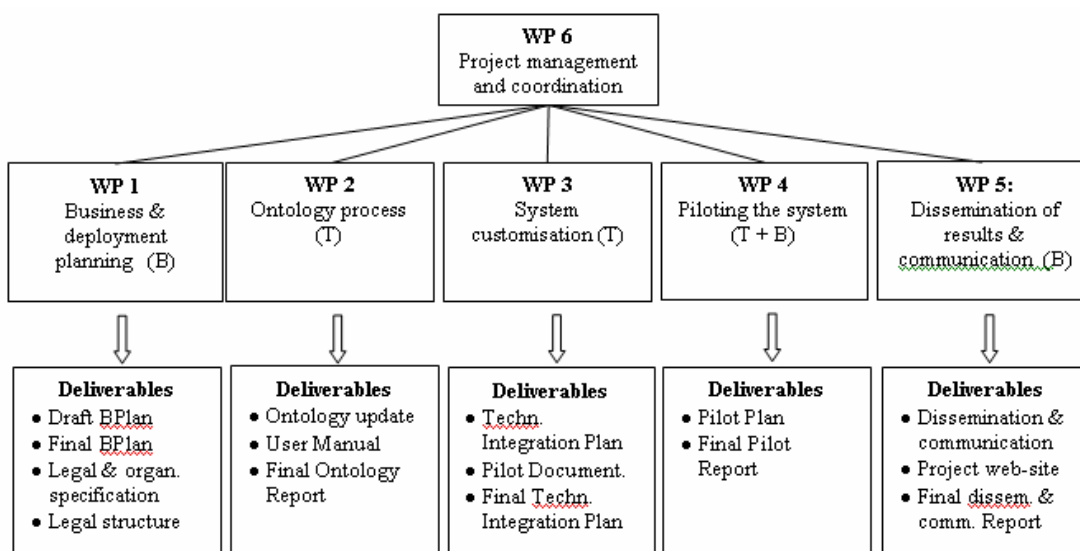 WP 6
Project management
and coordination
WP 1
Business &
deployment
planning (B)
WP 2
Ontology process
(T)
WP 3
System
customisation (T)
WP 4
Piloting the system
(T + B)
WP 5:
Dissemination of
results &
communication (B)
Deliverables
● Draft BPlan
● Final BPlan
● Legal & organ.
specification
● Legal structure
Deliverables
● Ontology update
● User Manual
● Final Ontology
Report
Deliverables
● Techn.
Integration Plan
● Pilot Document.
● Final Techn.
Integration Plan
Deliverables
● Pilot Plan
● Final Pilot
Report
Deliverables
● Dissemination &
communication
● Project web-site
● Final dissem. &
comm. Report